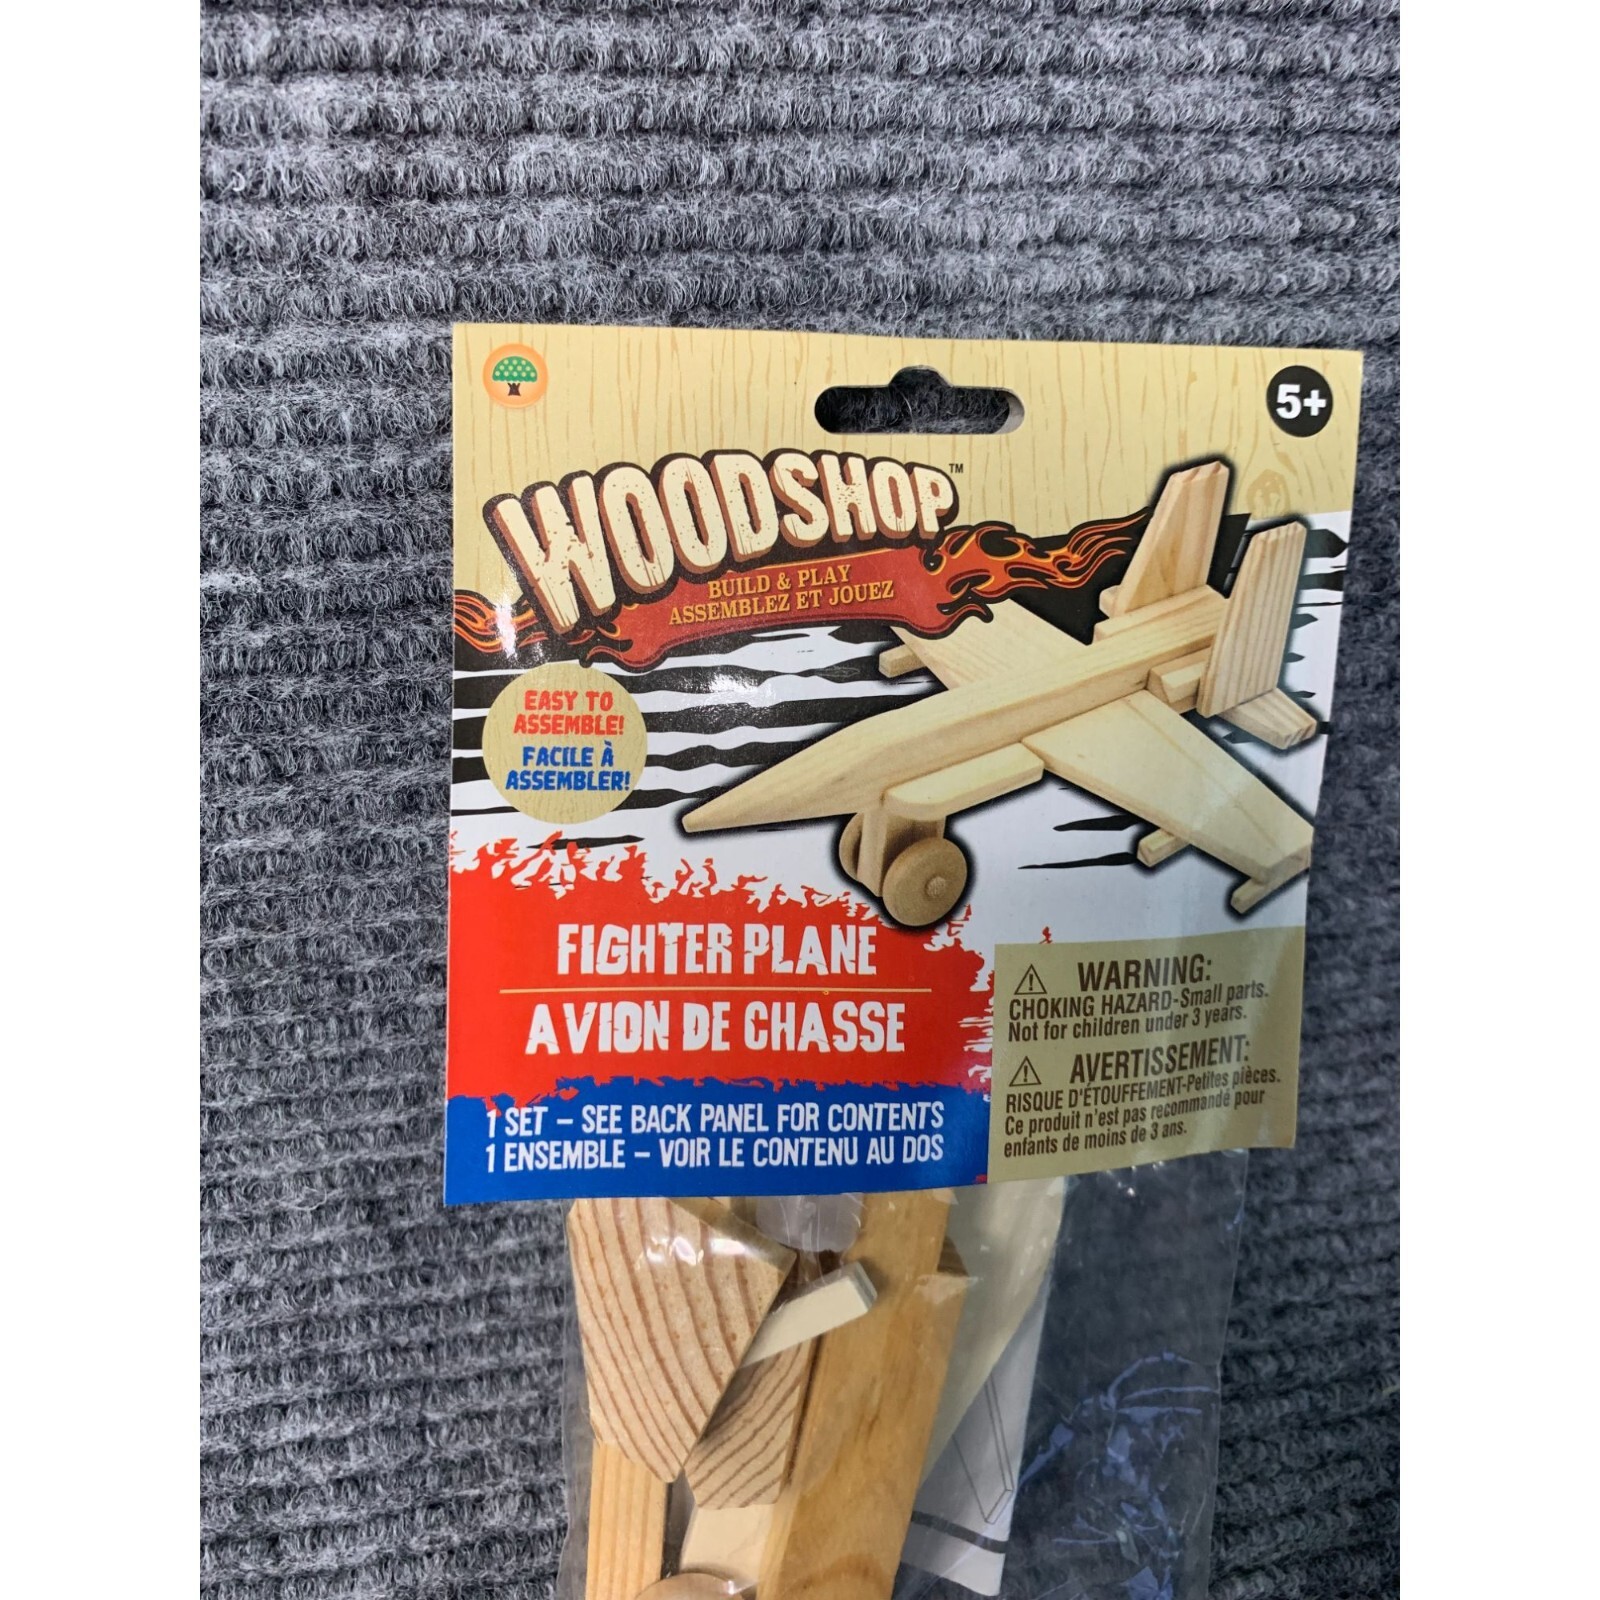 5+
WOODSHOP™
BUILD & PLAY
ASSEMBLEZ ET JOUEZ
EASY TO
ASSEMBLE!
FACILE À
ASSEMBLER!
FIGHTER PLANE
AVION DE CHASSE
1 SET – SEE BACK PANEL FOR CONTENTS
1 ENSEMBLE – VOIR LE CONTENU AU DOS
⚠ WARNING:
CHOKING HAZARD-Small parts.
Not for children under 3 years.
⚠ AVERTISSEMENT:
RISQUE D'ÉTOUFFEMENT-Petites pièces.
Ce produit n'est pas recommandé pour
enfants de moins de 3 ans.